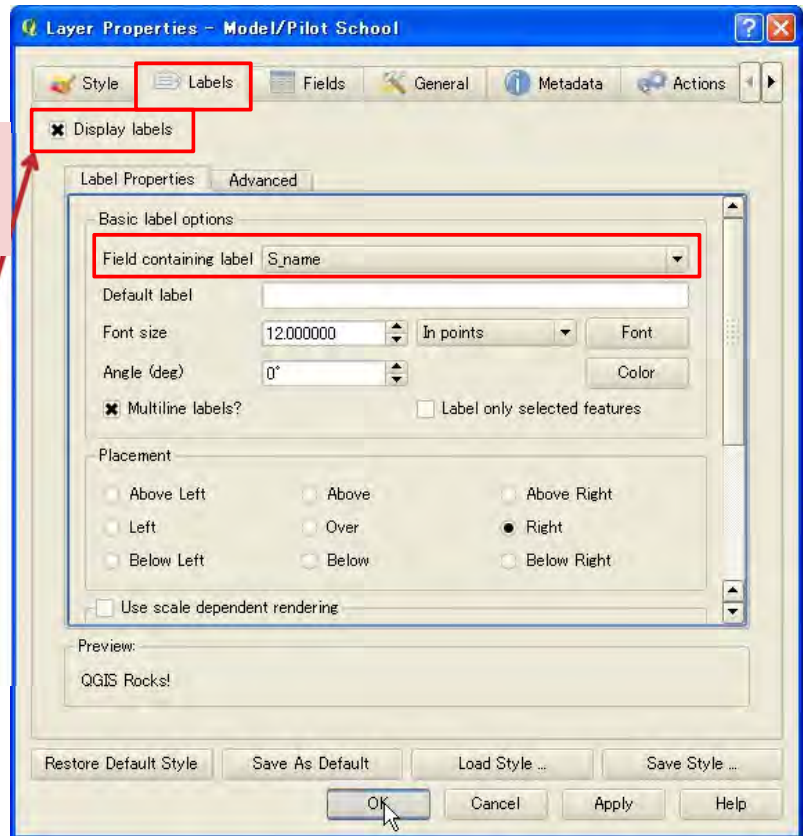 Layer Properties - Model/Pilot School
Style Labels Fields General Metadata Actions
Display labels
Label Properties Advanced
Basic label options
Field containing label S_name
Default label
Font size 12.000000 In points Font
Angle (deg) 0° Color
Multiline labels? Label only selected features
Placement
Above Left Above Above Right
Left Over Right
Below Left Below Below Right
Use scale dependent rendering
Preview:
QGIS Rocks!
Restore Default Style Save As Default Load Style ... Save Style ...
OK Cancel Apply Help